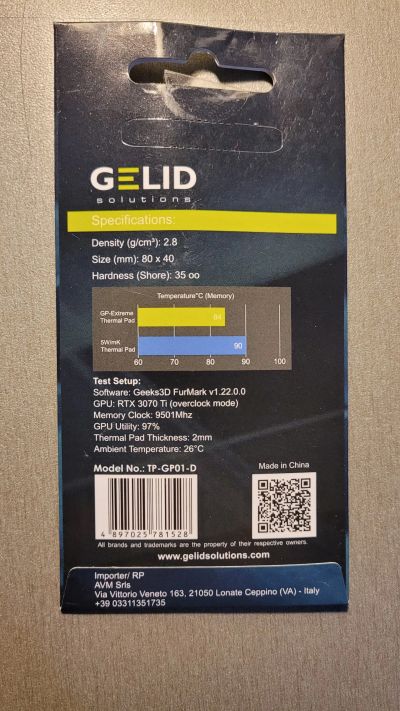 GELID
solutions
Specifications:
Density (g/cm³): 2.8
Size (mm): 80 x 40
Hardness (Shore): 35 oo
Temperature°C (Memory)
GP-Extreme
Thermal Pad
84
5W/mK
Thermal Pad
90
60 70 80 90 100
Test Setup:
Software: Geeks3D FurMark v1.22.0.0
GPU: RTX 3070 Ti (overclock mode)
Memory Clock: 9501Mhz
GPU Utility: 97%
Thermal Pad Thickness: 2mm
Ambient Temperature: 26°C
Model No.: TP-GP01-D
Made in China
4 897025 781528
All brands and trademarks are the property of their respective owners.
www.gelidsolutions.com
Importer/ RP
AVM Srls
Via Vittorio Veneto 163, 21050 Lonate Ceppino (VA) - Italy
+39 03311351735